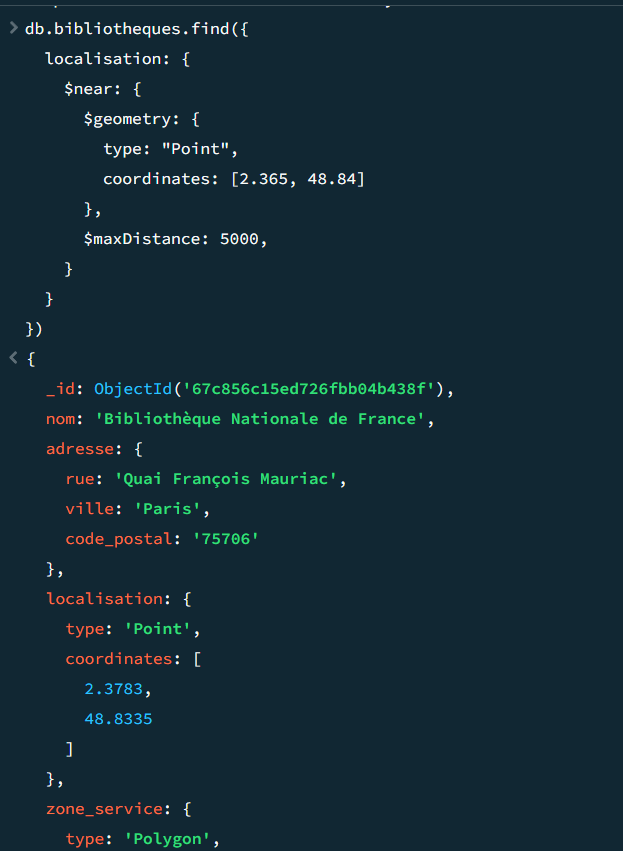 db.bibliotheques.find({
localisation: {
$near: {
$geometry: {
type: "Point",
coordinates: [2.365, 48.84]
},
$maxDistance: 5000,
}
}
})
{
_id: ObjectId('67c856c15ed726fbb04b438f'),
nom: 'Bibliothèque Nationale de France',
adresse: {
rue: 'Quai François Mauriac',
ville: 'Paris',
code_postal: '75706'
},
localisation: {
type: 'Point',
coordinates: [
2.3783,
48.8335
]
},
zone_service: {
type: 'Polygon',